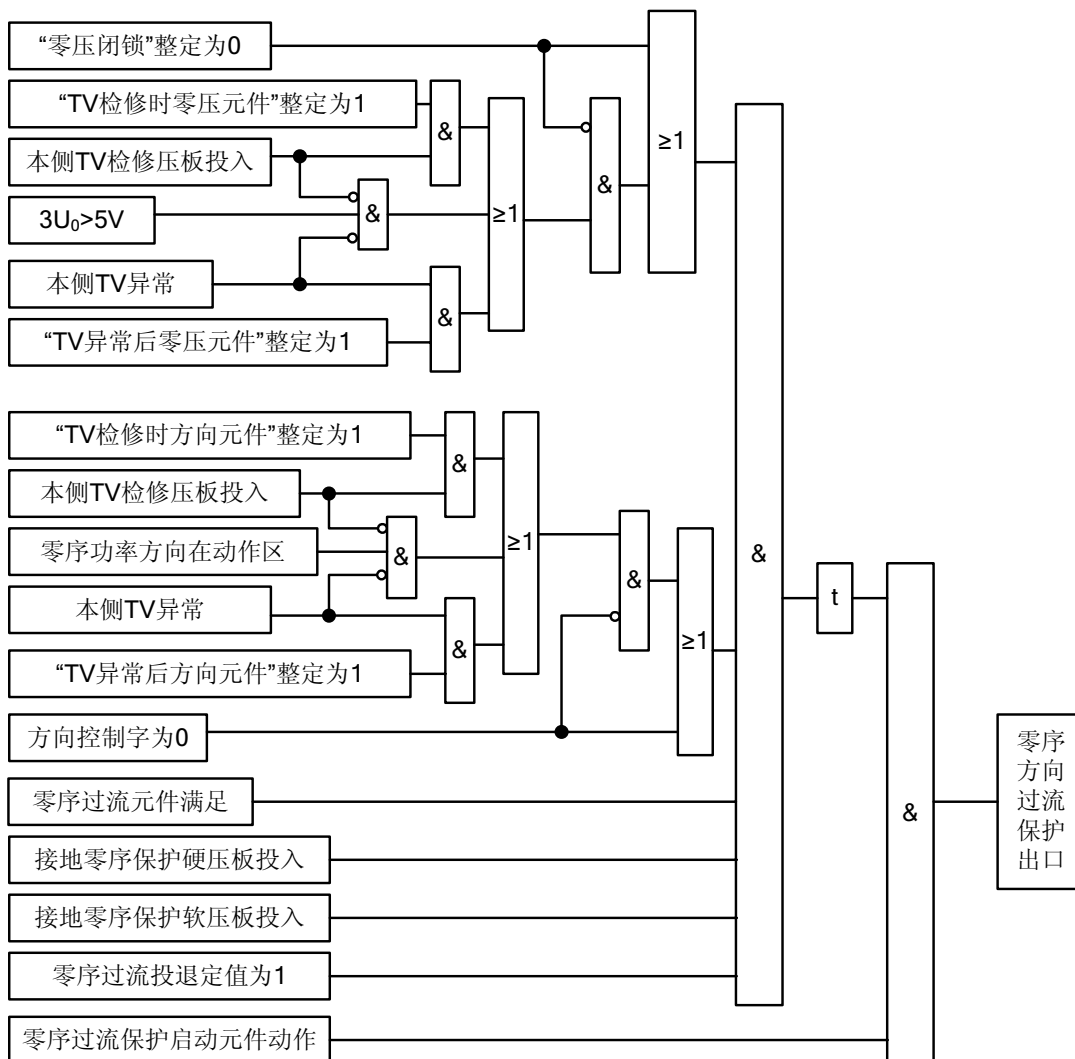 “零压闭锁”整定为0
“TV检修时零压元件”整定为1
本侧TV检修压板投入
3U₀>5V
本侧TV异常
“TV异常后零压元件”整定为1
&
&
&
≥1
&
≥1
“TV检修时方向元件”整定为1
本侧TV检修压板投入
零序功率方向在动作区
本侧TV异常
“TV异常后方向元件”整定为1
方向控制字为0
&
&
&
≥1
&
≥1
零序过流元件满足
接地零序保护硬压板投入
接地零序保护软压板投入
零序过流投退定值为1
零序过流保护启动元件动作
&
t
&
零序
方向
过流
保护
出口